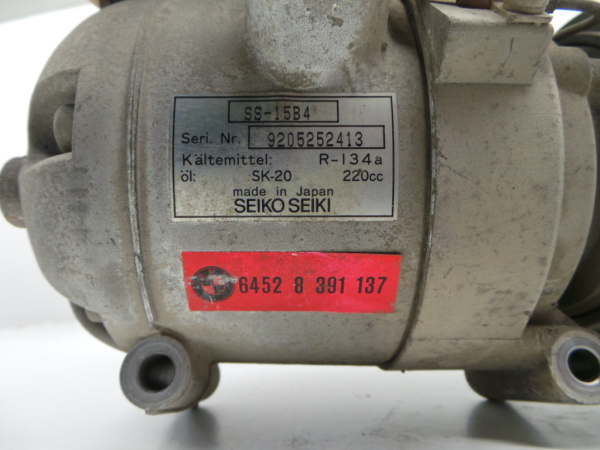 SS-15B4
Seri. Nr. 9205252413
Kältemittel: R-134a
öl: SK-20 220cc
made in Japan
SEIKO SEIKI
6452 8 391 137